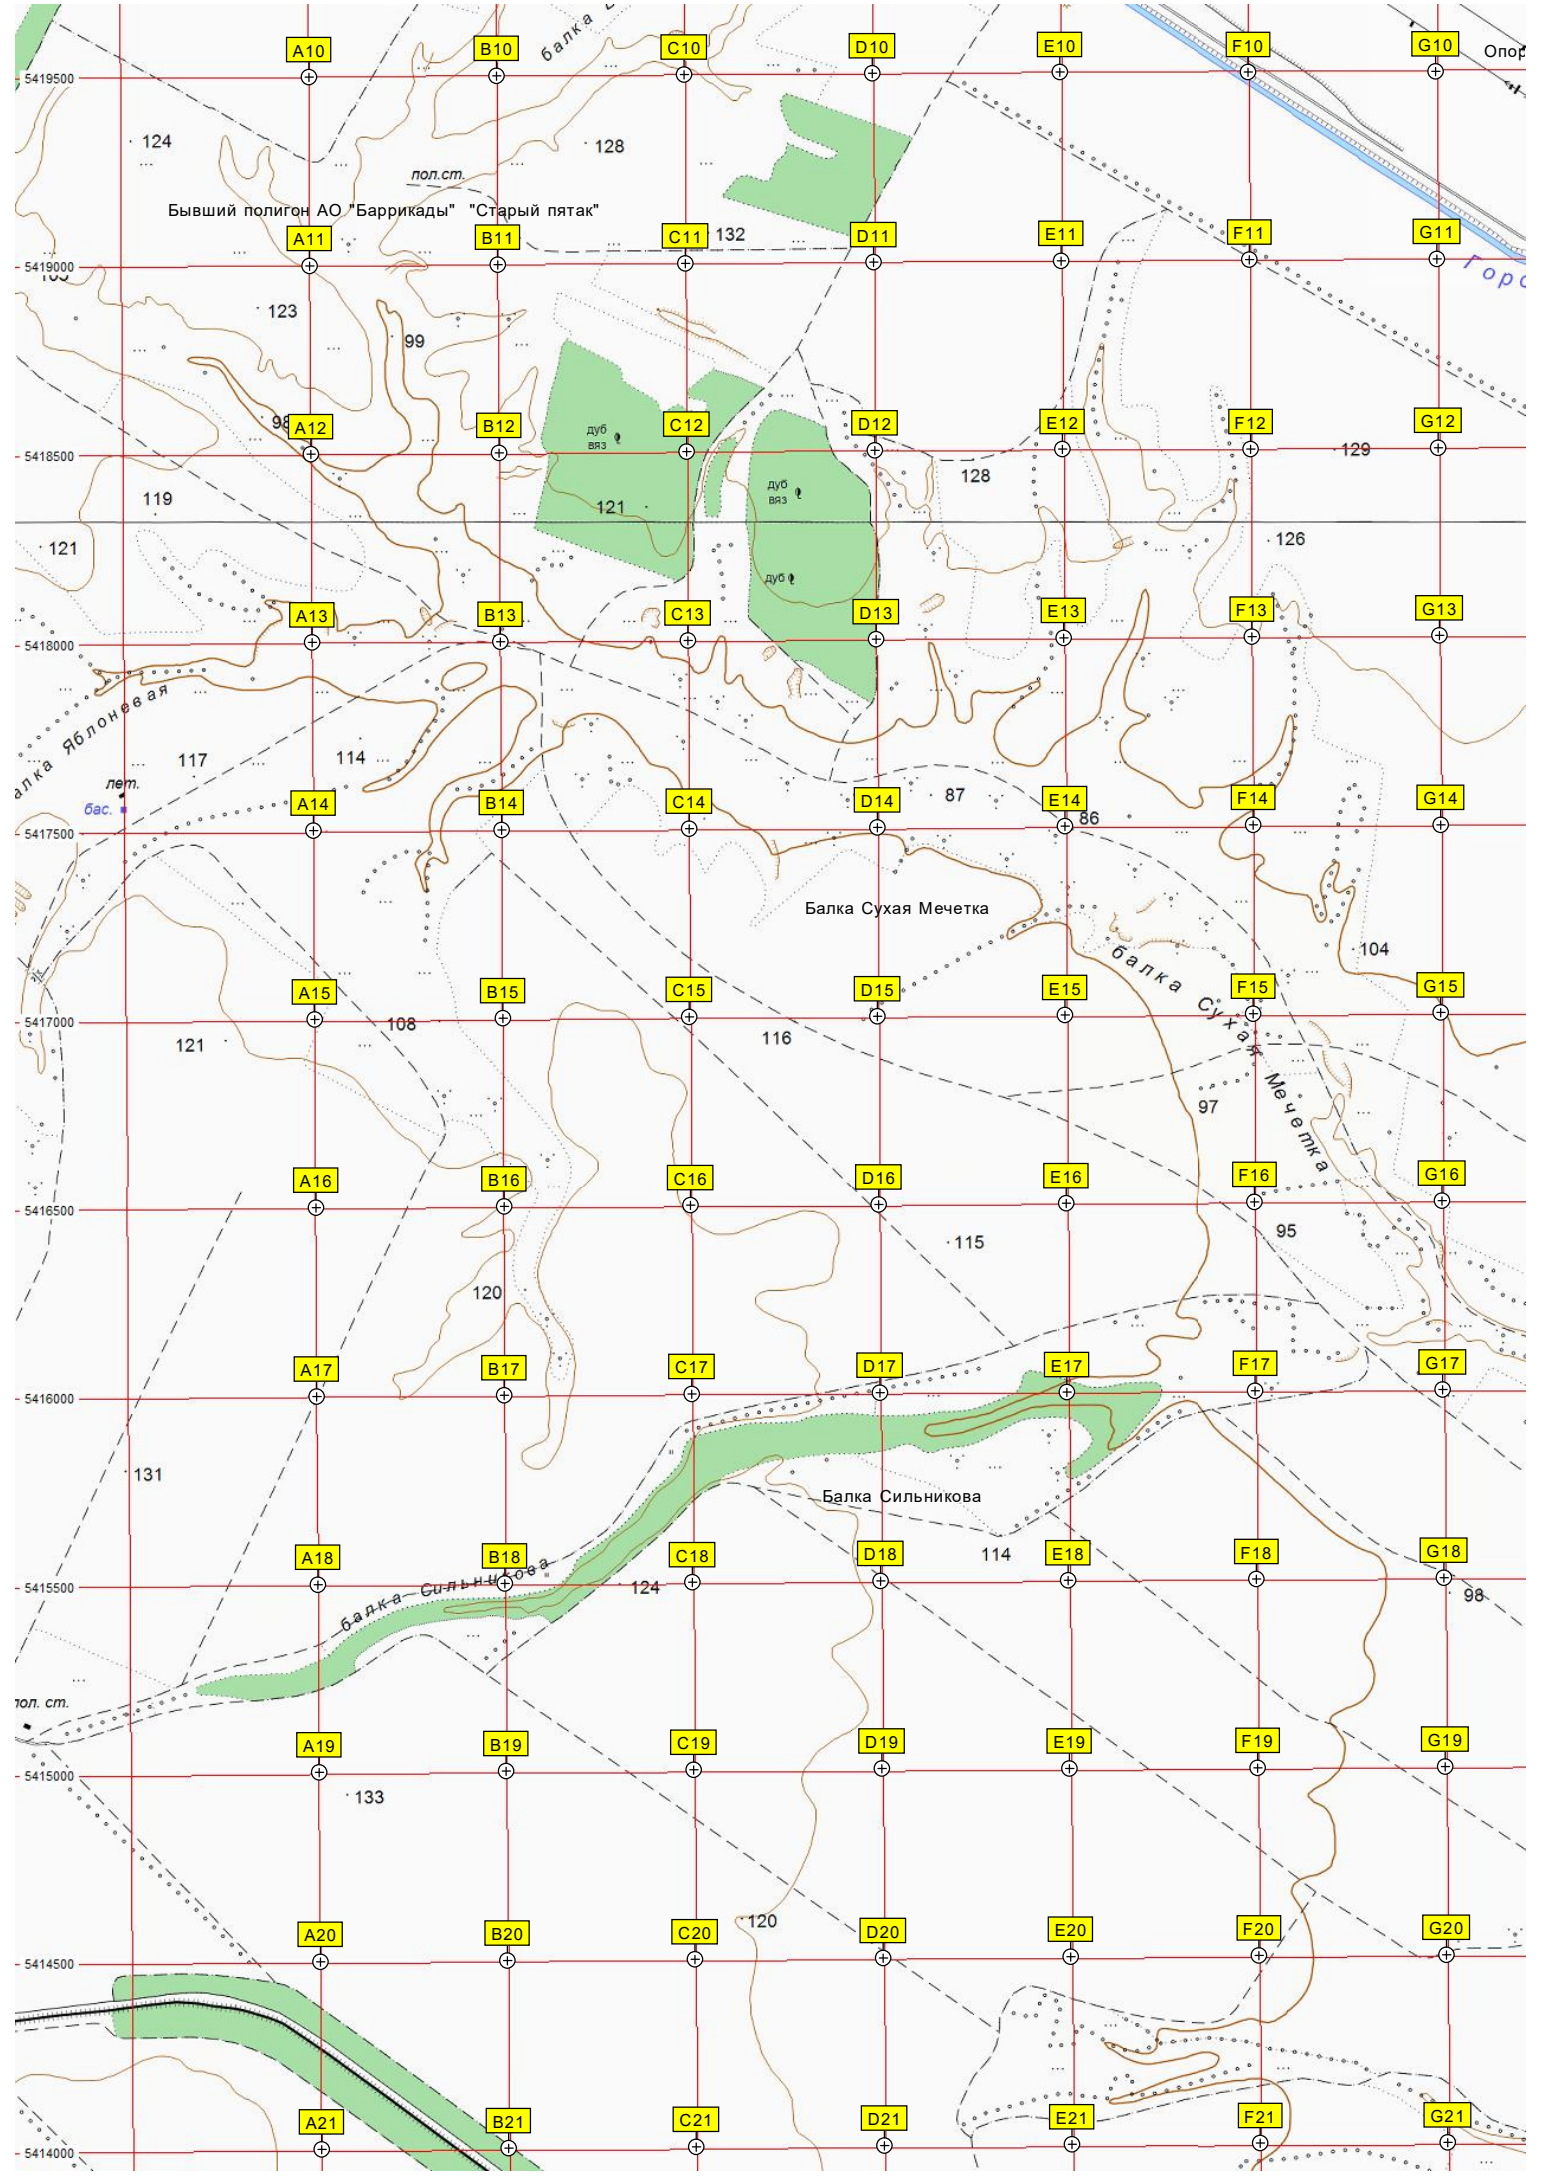 балка
A10 B10 C10 D10 E10 F10 G10
5419500
124
128
пол.ст.
Бывший полигон АО "Баррикады" "Старый пятак"
132
A11 B11 C11 D11 E11 F11 G11
5419000
123
99
98
A12 B12 C12 D12 E12 F12 G12
дуб
вяз
5418500
129
128
119
дуб
вяз
121
121
126
дуб
A13 B13 C13 D13 E13 F13 G13
5418000
Яблоневая
117
114
лет.
бас.
87
86
A14 B14 C14 D14 E14 F14 G14
5417500
Балка Сухая Мечетка
балка Сухая Мечетка
104
A15 B15 C15 D15 E15 F15 G15
5417000
108
121
116
97
A16 B16 C16 D16 E16 F16 G16
5416500
115
95
120
A17 B17 C17 D17 E17 F17 G17
5416000
131
Балка Сильникова
A18 B18 C18 D18 E18 F18 G18
114
балка Сильникова
124
5415500
98
пол. ст.
A19 B19 C19 D19 E19 F19 G19
5415000
133
120
A20 B20 C20 D20 E20 F20 G20
5414500
A21 B21 C21 D21 E21 F21 G21
5414000